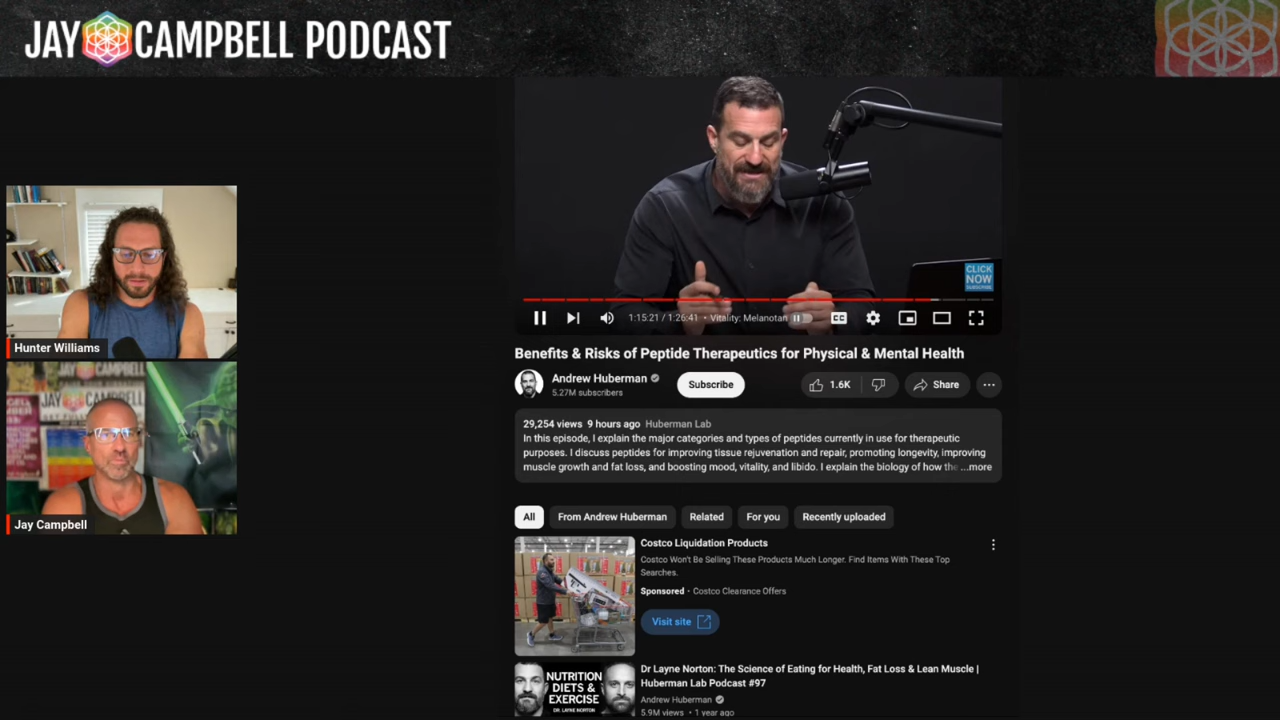 JAY CAMPBELL PODCAST
CLICK
NOW
SUBSCRIBE
1:15:21 / 1:26:41 • Vitality: Melanotan
CC
Benefits & Risks of Peptide Therapeutics for Physical & Mental Health
Andrew Huberman
5.27M subscribers
Subscribe
1.6K
Share
29,254 views 9 hours ago Huberman Lab
In this episode, I explain the major categories and types of peptides currently in use for therapeutic
purposes. I discuss peptides for improving tissue rejuvenation and repair, promoting longevity, improving
muscle growth and fat loss, and boosting mood, vitality, and libido. I explain the biology of how the ...more
All
From Andrew Huberman
Related
For you
Recently uploaded
Costco Liquidation Products
Costco Won't Be Selling These Products Much Longer. Find Items With These Top
Searches.
Sponsored • Costco Clearance Offers
Visit site
NUTRITION
DIETS &
EXERCISE
DR. LAYNE NORTON
Dr Layne Norton: The Science of Eating for Health, Fat Loss & Lean Muscle |
Huberman Lab Podcast #97
Andrew Huberman
5.9M views • 1 year ago
Hunter Williams
JAY CAMPBELL
Jay Campbell